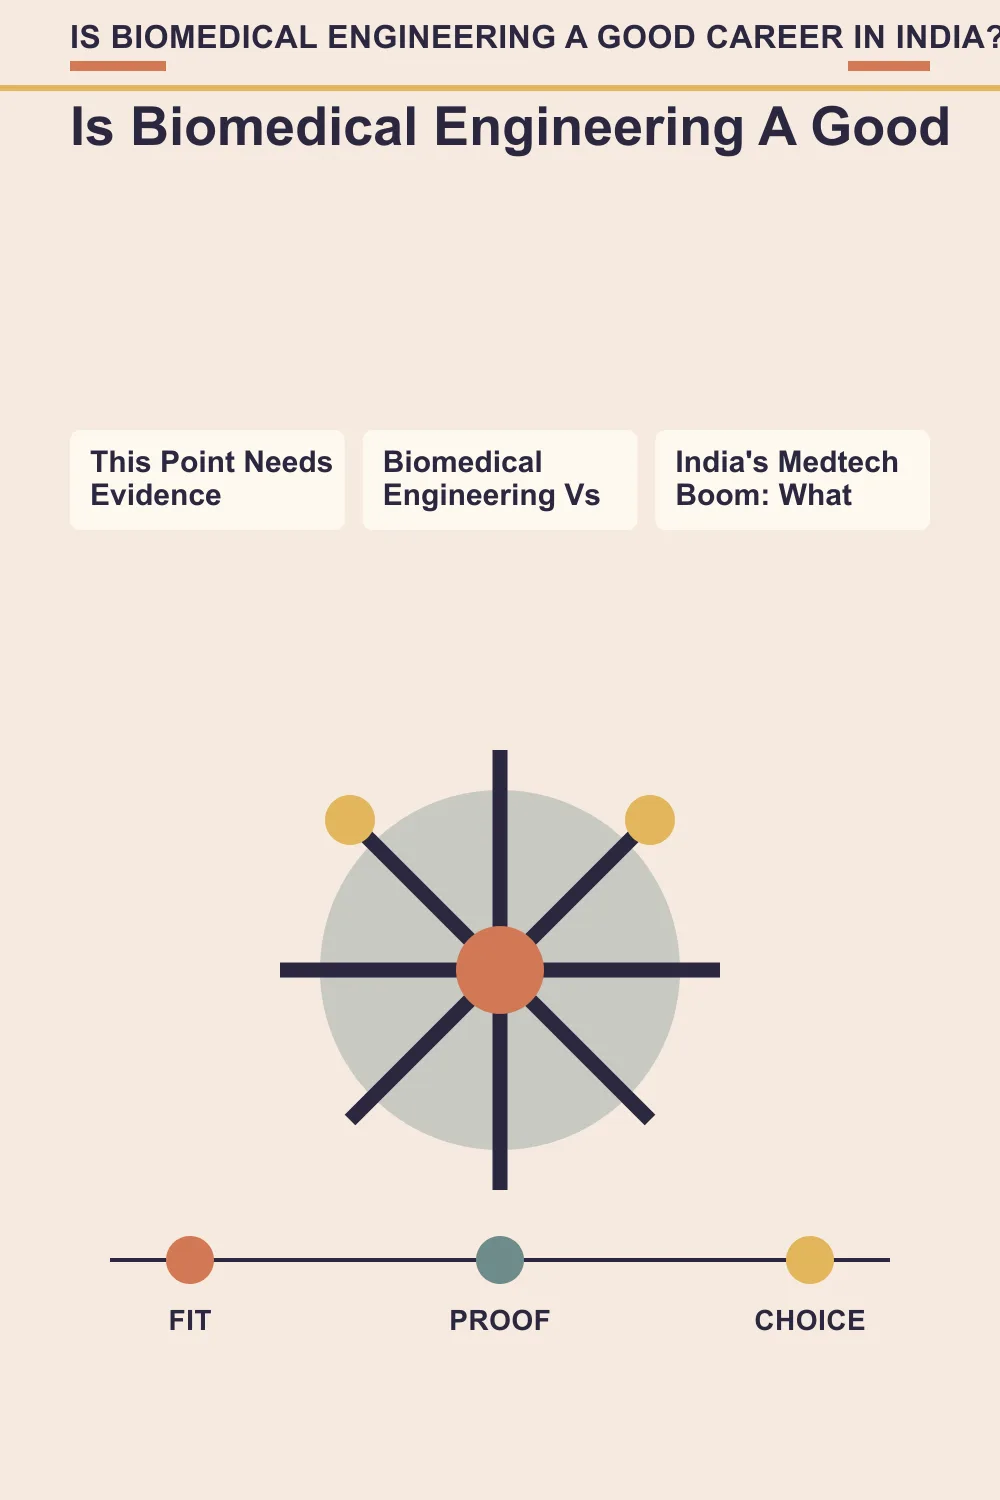 IS BIOMEDICAL ENGINEERING A GOOD CAREER IN INDIA?
Is Biomedical Engineering A Good
This Point Needs
Evidence
Biomedical
Engineering Vs
India's Medtech
Boom: What
FIT
PROOF
CHOICE